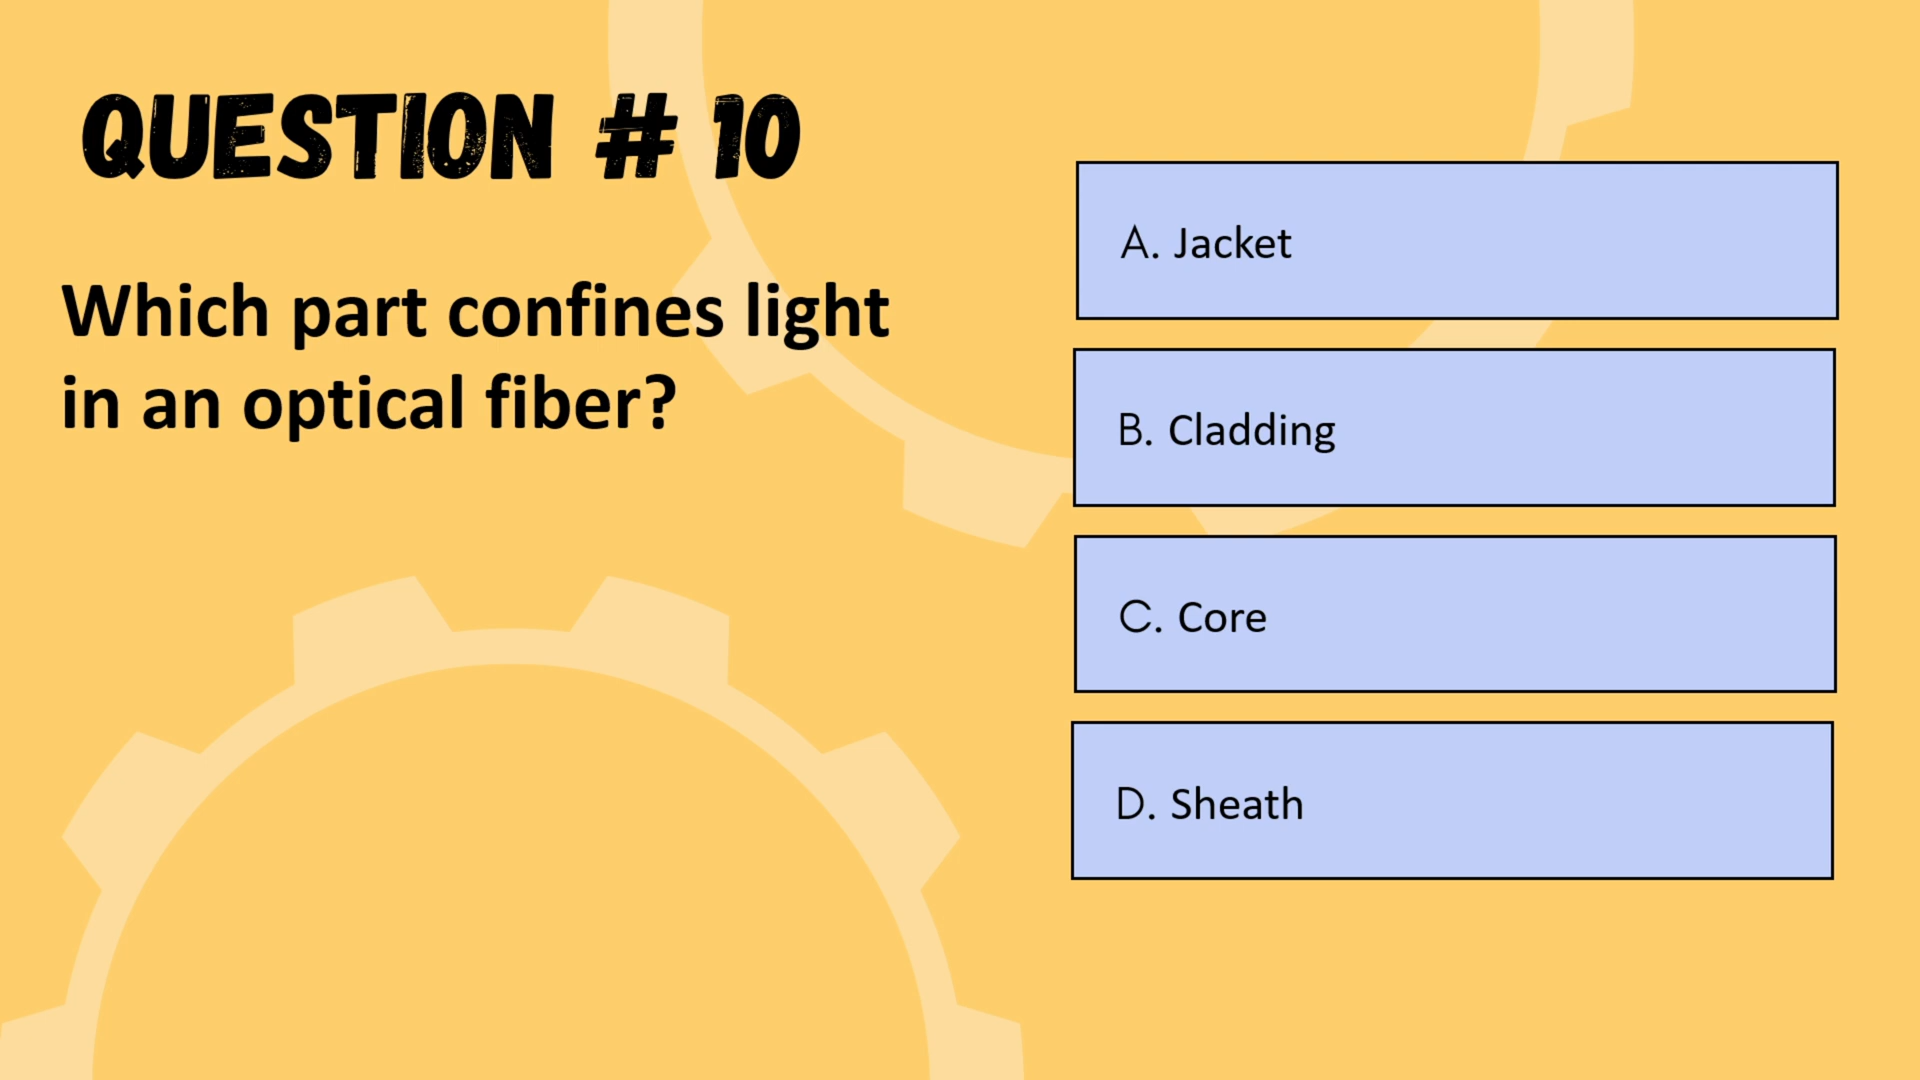 QUESTION # 10
Which part confines light
in an optical fiber?
A. Jacket
B. Cladding
C. Core
D. Sheath